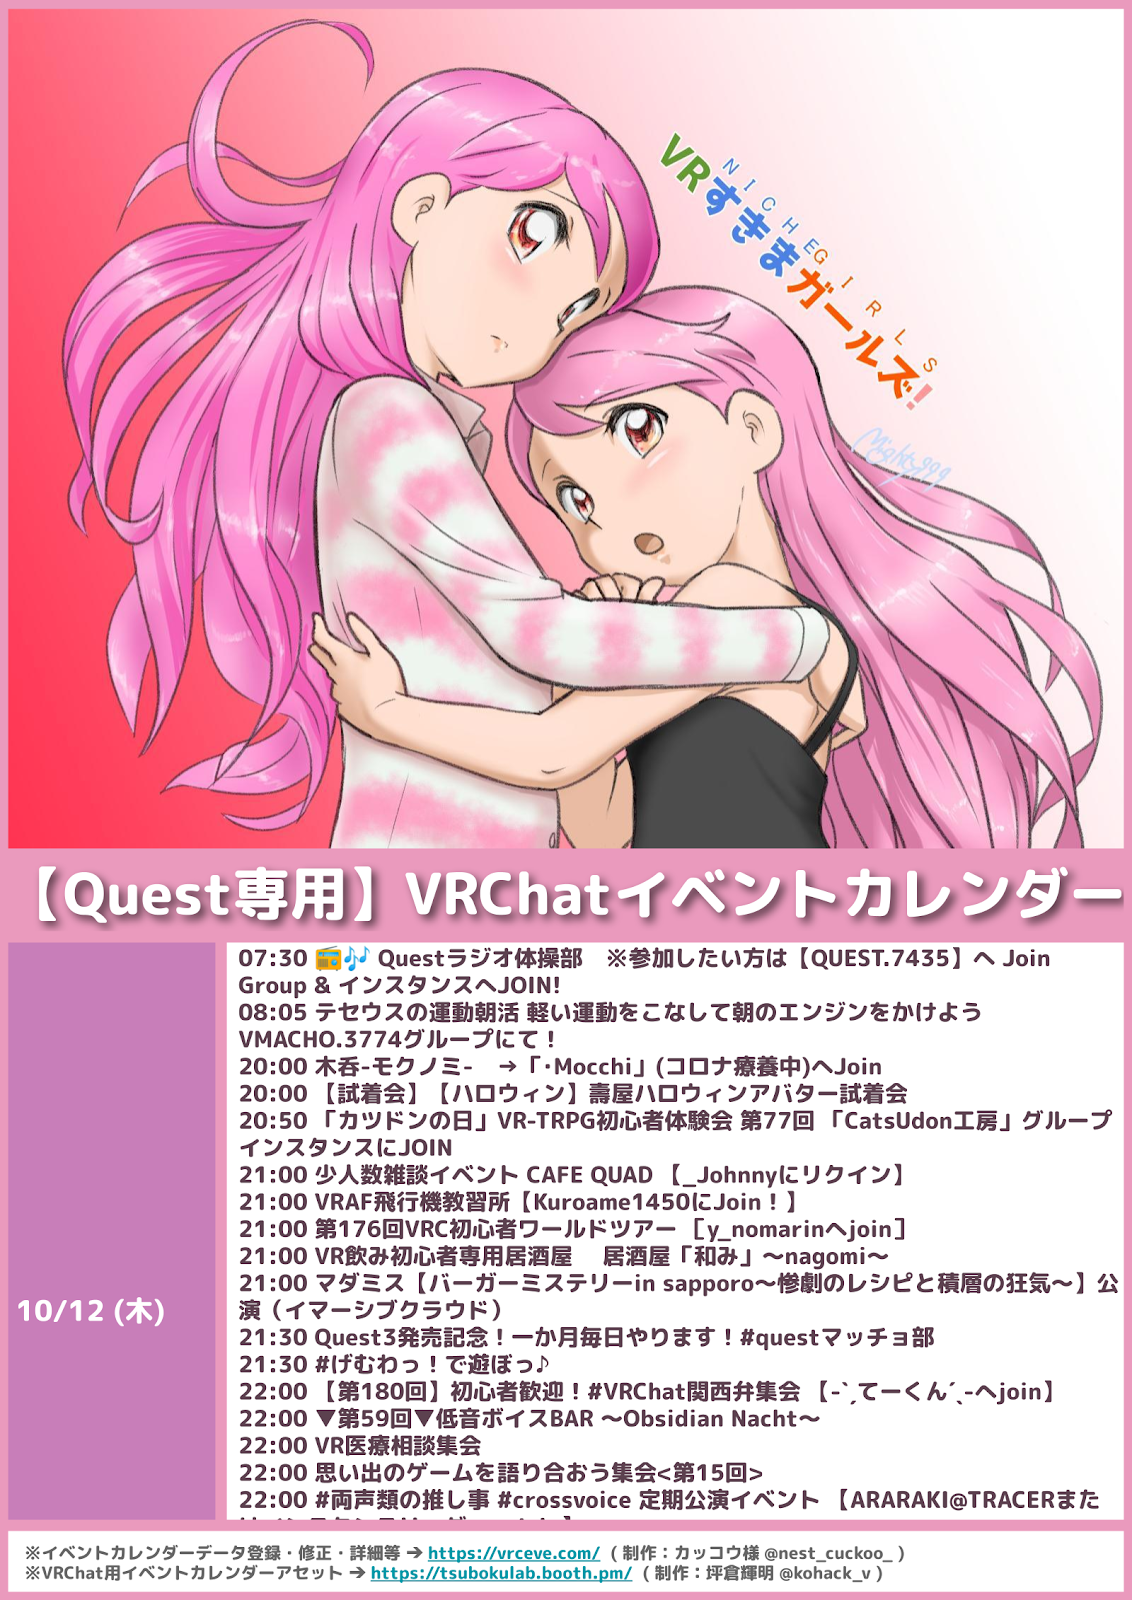 NICHE GIRLS
VRすきまガールズ!
Mighty999
【Quest専用】VRChatイベントカレンダー
10/12 (木)
07:30 📻🎶 Questラジオ体操部　※参加したい方は【QUEST.7435】へ Join
Group & インスタンスへJOIN!
08:05 テセウスの運動朝活 軽い運動をこなして朝のエンジンをかけよう
VMACHO.3774グループにて！
20:00 木呑-モクノミ-　→「･Mocchi」(コロナ療養中)へJoin
20:00 【試着会】【ハロウィン】壽屋ハロウィンアバター試着会
20:50 「カツドンの日」VR-TRPG初心者体験会 第77回 「CatsUdon工房」グループ
インスタンスにJOIN
21:00 少人数雑談イベント CAFE QUAD 【_Johnnyにリクイン】
21:00 VRAF飛行機教習所【Kuroame1450にJoin！】
21:00 第176回VRC初心者ワールドツアー ［y_nomarinへjoin］
21:00 VR飲み初心者専用居酒屋　居酒屋「和み」～nagomi～
21:00 マダミス【バーガーミステリーin sapporo～惨劇のレシピと積層の狂気～】公
演（イマーシブクラウド）
21:30 Quest3発売記念！一か月毎日やります！#questマッチョ部
21:30 #げむわっ！で遊ぼっ♪
22:00 【第180回】初心者歓迎！#VRChat関西弁集会 【-`ˏてーくんˊˎ-へjoin】
22:00 ▼第59回▼低音ボイスBAR ～Obsidian Nacht～
22:00 VR医療相談集会
22:00 思い出のゲームを語り合おう集会<第15回>
22:00 #両声類の推し事 #crossvoice 定期公演イベント 【ARARAKI@TRACERまた
※イベントカレンダーデータ登録・修正・詳細等 ➔ https://vrceve.com/ ( 制作：カッコウ様 @nest_cuckoo_ )
※VRChat用イベントカレンダーアセット ➔ https://tsubokulab.booth.pm/ ( 制作：坪倉輝明 @kohack_v )